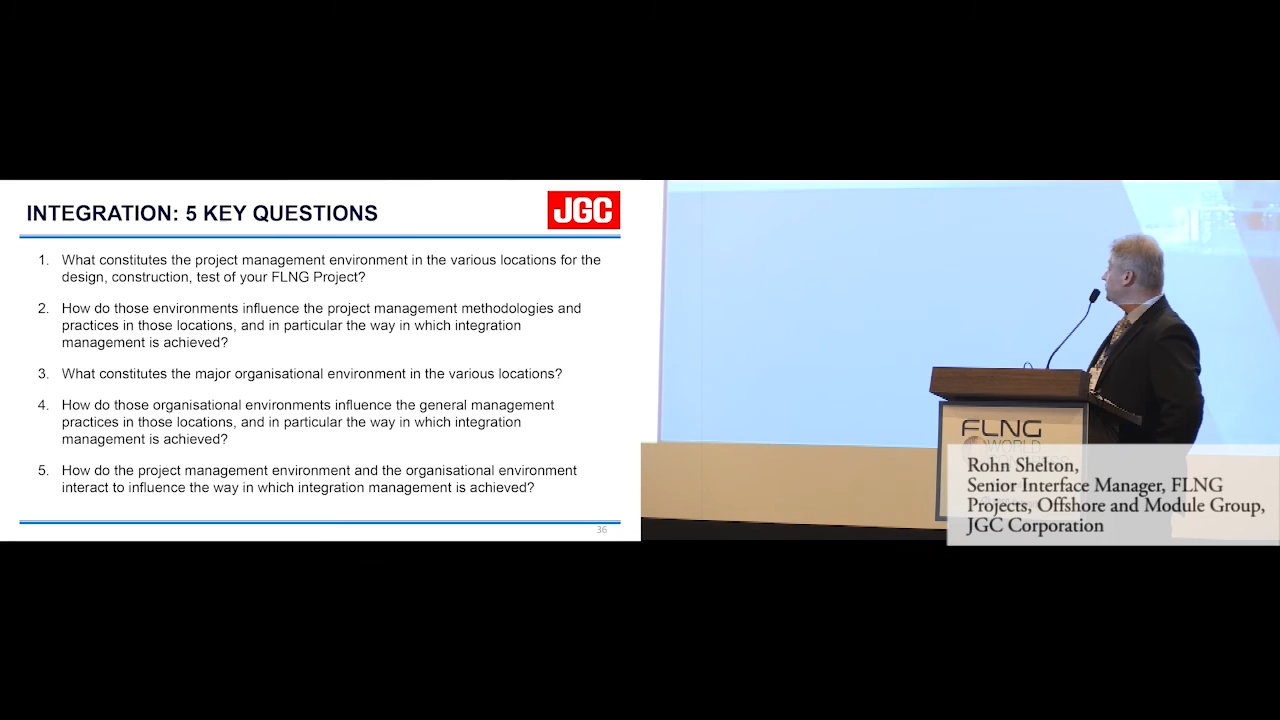 INTEGRATION: 5 KEY QUESTIONS
JGC
1. What constitutes the project management environment in the various locations for the
design, construction, test of your FLNG Project?
2. How do those environments influence the project management methodologies and
practices in those locations, and in particular the way in which integration
management is achieved?
3. What constitutes the major organisational environment in the various locations?
4. How do those organisational environments influence the general management
practices in those locations, and in particular the way in which integration
management is achieved?
5. How do the project management environment and the organisational environment
interact to influence the way in which integration management is achieved?
36
FLNG
WORLD
Rohn Shelton,
Senior Interface Manager, FLNG
Projects, Offshore and Module Group,
JGC Corporation